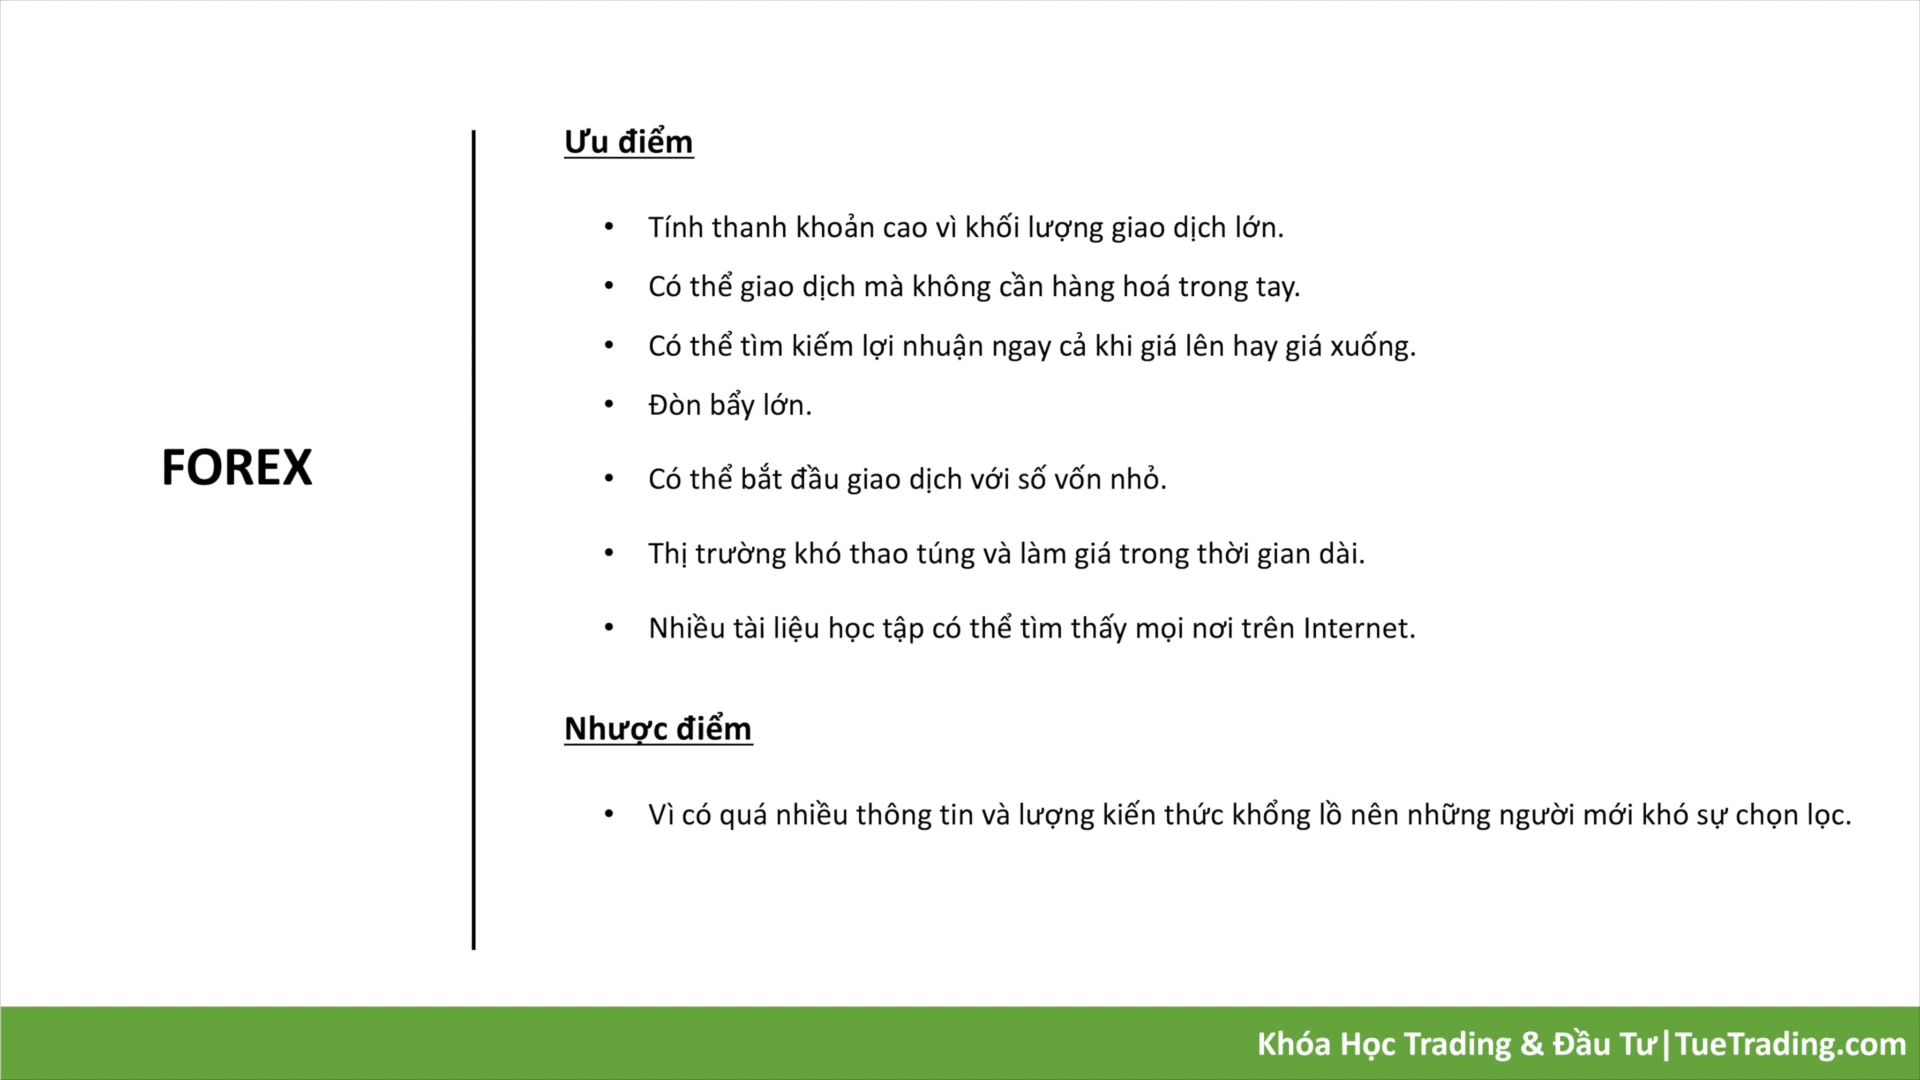 FOREX
Ưu điểm
• Tính thanh khoản cao vì khối lượng giao dịch lớn.
• Có thể giao dịch mà không cần hàng hoá trong tay.
• Có thể tìm kiếm lợi nhuận ngay cả khi giá lên hay giá xuống.
• Đòn bẩy lớn.
• Có thể bắt đầu giao dịch với số vốn nhỏ.
• Thị trường khó thao túng và làm giá trong thời gian dài.
• Nhiều tài liệu học tập có thể tìm thấy mọi nơi trên Internet.
Nhược điểm
• Vì có quá nhiều thông tin và lượng kiến thức khổng lồ nên những người mới khó sự chọn lọc.
Khóa Học Trading & Đầu Tư|TueTrading.com